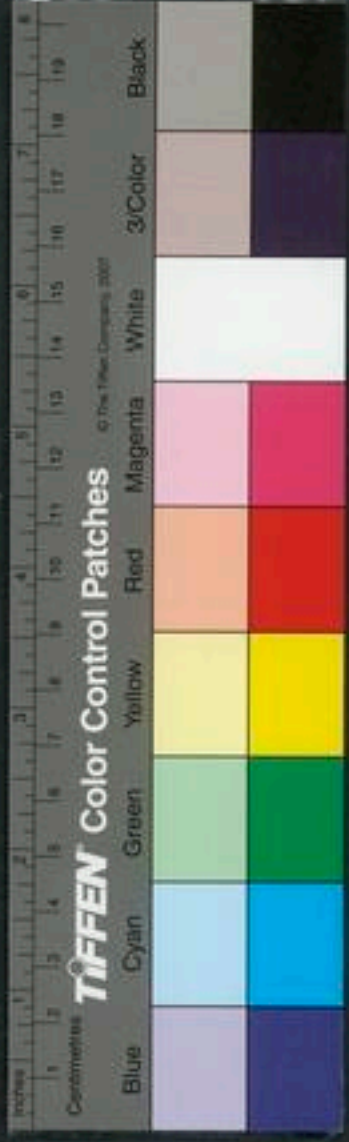 Inches 1 2 3 4 5 6 7 8
Centimetres 1 2 3 4 5 6 7 8 9 10 11 12 13 14 15 16 17 18 19
TIFFEN Color Control Patches © The Tiffen Company, 2007
Blue Cyan Green Yellow Red Magenta White 3/Color Black